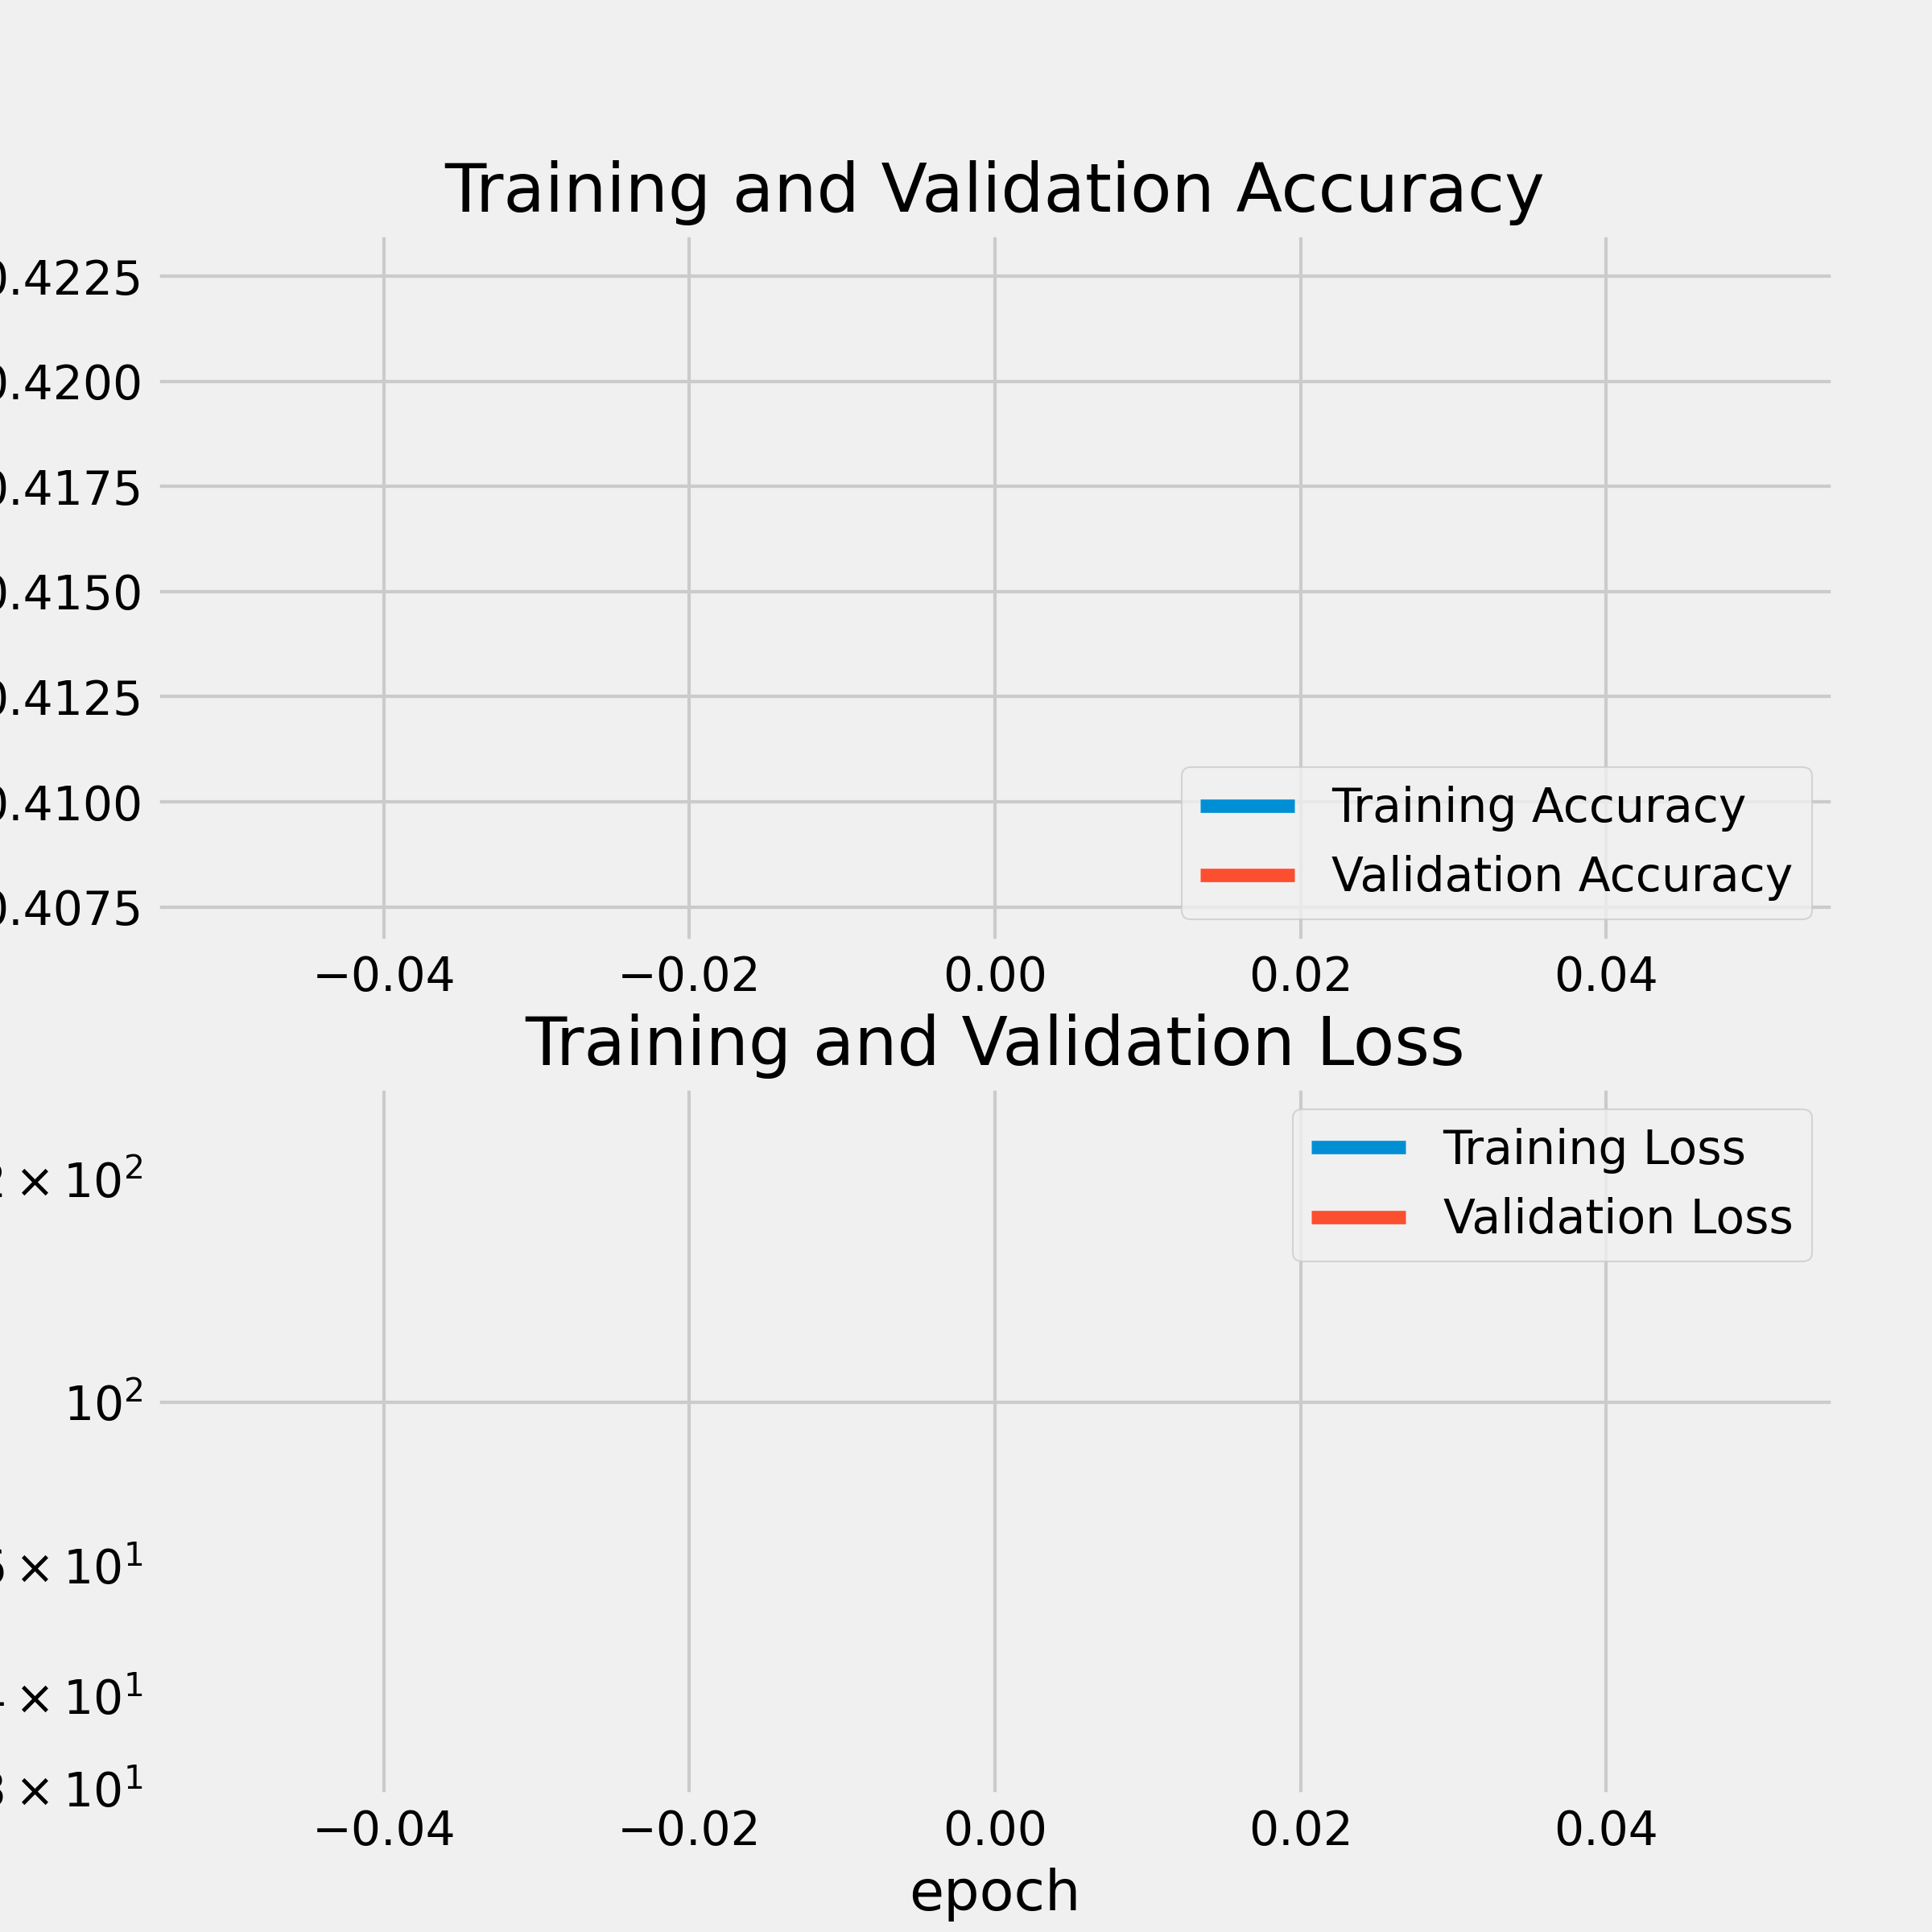 Training and Validation Accuracy
0.4225
0.4200
0.4175
0.4150
0.4125
0.4100
0.4075
Training Accuracy
Validation Accuracy
−0.04 −0.02 0.00 0.02 0.04
Training and Validation Loss
2 × 10²
10²
6 × 10¹
4 × 10¹
3 × 10¹
Training Loss
Validation Loss
−0.04 −0.02 0.00 0.02 0.04
epoch